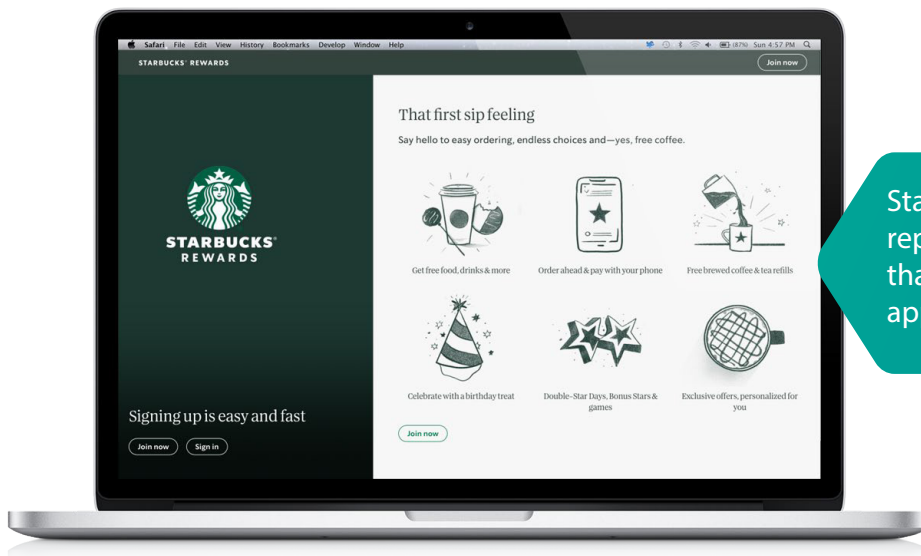 Safari File Edit View History Bookmarks Develop Window Help (87%) Sun 4:57 PM
STARBUCKS® REWARDS Join now
That first sip feeling
Say hello to easy ordering, endless choices and—yes, free coffee.
STARBUCKS®
REWARDS
Get free food, drinks & more
Order ahead & pay with your phone
Free brewed coffee & tea refills
Celebrate with a birthday treat
Double-Star Days, Bonus Stars &
games
Exclusive offers, personalized for
you
Signing up is easy and fast
Join now Sign in
Join now
Sta
rep
tha
ap